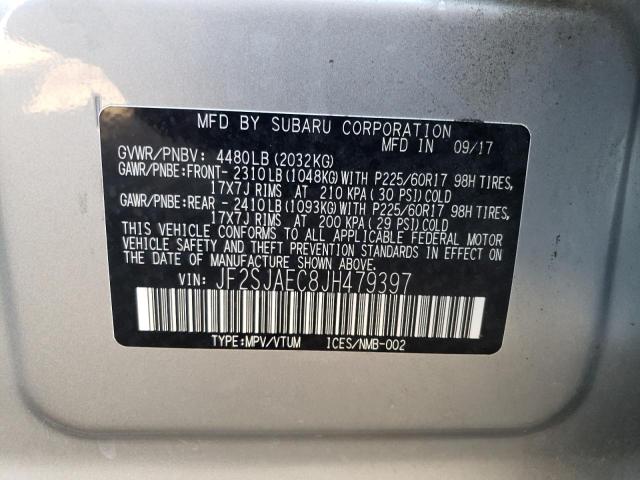 MFD BY SUBARU CORPORATION
MFD IN 09/17
GVWR/PNBV: 4480LB(2032KG)
GAWR/PNBE:FRONT- 2310LB(1048KG)WITH P225/60R17 98H TIRES,
17X7J RIMS AT 210 KPA(30 PSI)COLD
GAWR/PNBE:REAR - 2410LB(1093KG)WITH P225/60R17 98H TIRES,
17X7J RIMS AT 200 KPA(29 PSI)COLD
THIS VEHICLE CONFORMS TO ALL APPLICABLE FEDERAL MOTOR
VEHICLE SAFETY AND THEFT PREVENTION STANDARDS IN EFFECT ON
THE DATE OF MANUFACTURE SHOWN ABOVE.
VIN: JF2SJAEC8JH479397
TYPE:MPV/VTUM ICES/NMB-002